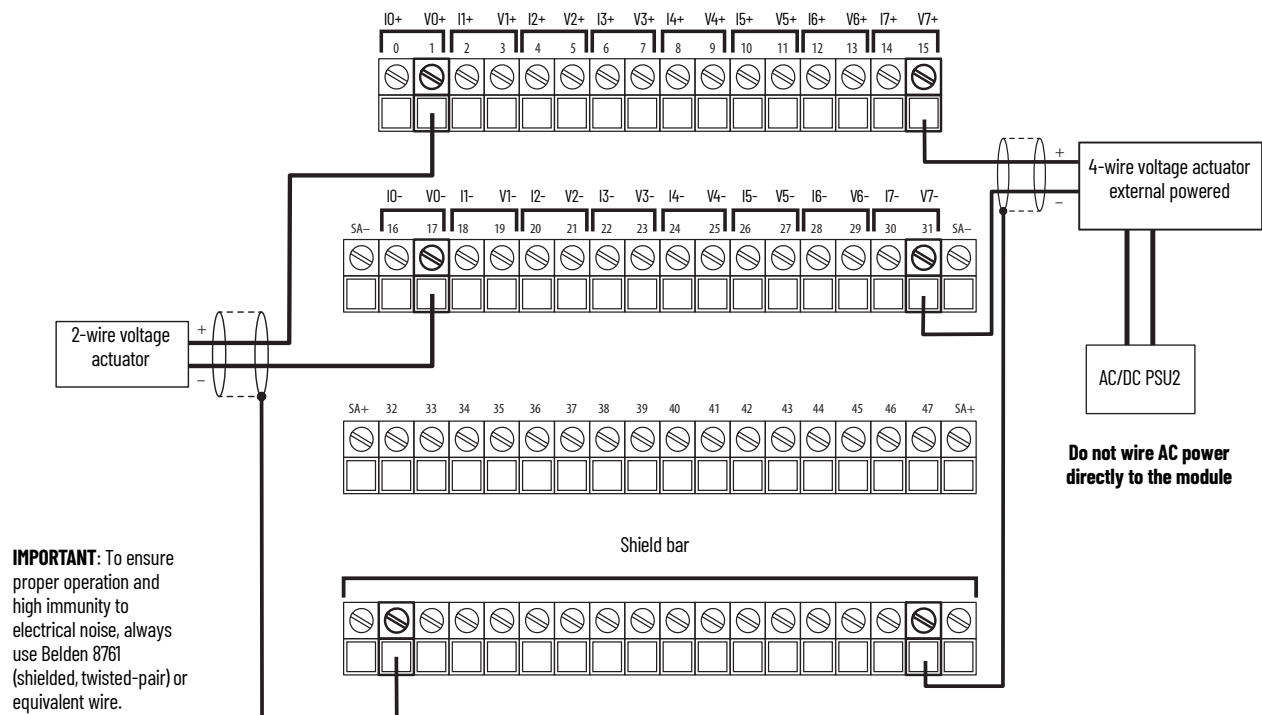 I0+ V0+ I1+ V1+ I2+ V2+ I3+ V3+ I4+ V4+ I5+ V5+ I6+ V6+ I7+ V7+
0 1 2 3 4 5 6 7 8 9 10 11 12 13 14 15
+
4-wire voltage actuator
external powered
–
I0- V0- I1- V1- I2- V2- I3- V3- I4- V4- I5- V5- I6- V6- I7- V7-
SA– 16 17 18 19 20 21 22 23 24 25 26 27 28 29 30 31 SA–
2-wire voltage
actuator
+
–
AC/DC PSU2
SA+ 32 33 34 35 36 37 38 39 40 41 42 43 44 45 46 47 SA+
Do not wire AC power
directly to the module
Shield bar
IMPORTANT: To ensure
proper operation and
high immunity to
electrical noise, always
use Belden 8761
(shielded, twisted-pair) or
equivalent wire.